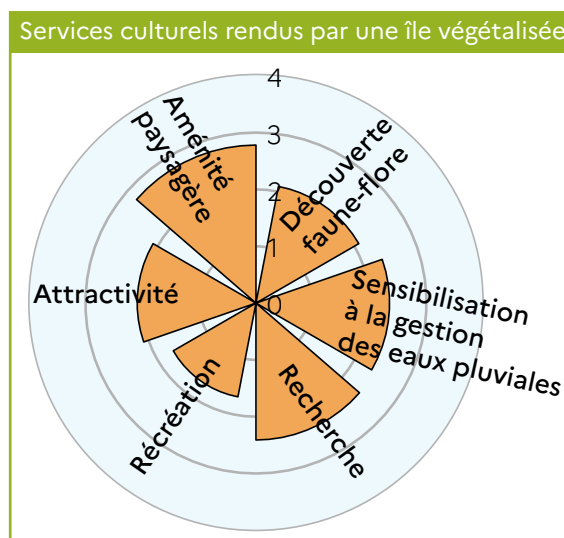 Services culturels rendus par une île végétalisée
4
3
2
1
0
Aménité
paysagère
Découverte
faune-flore
Attractivité
Sensibilisation
à la gestion
des eaux pluviales
Récréation
Recherche